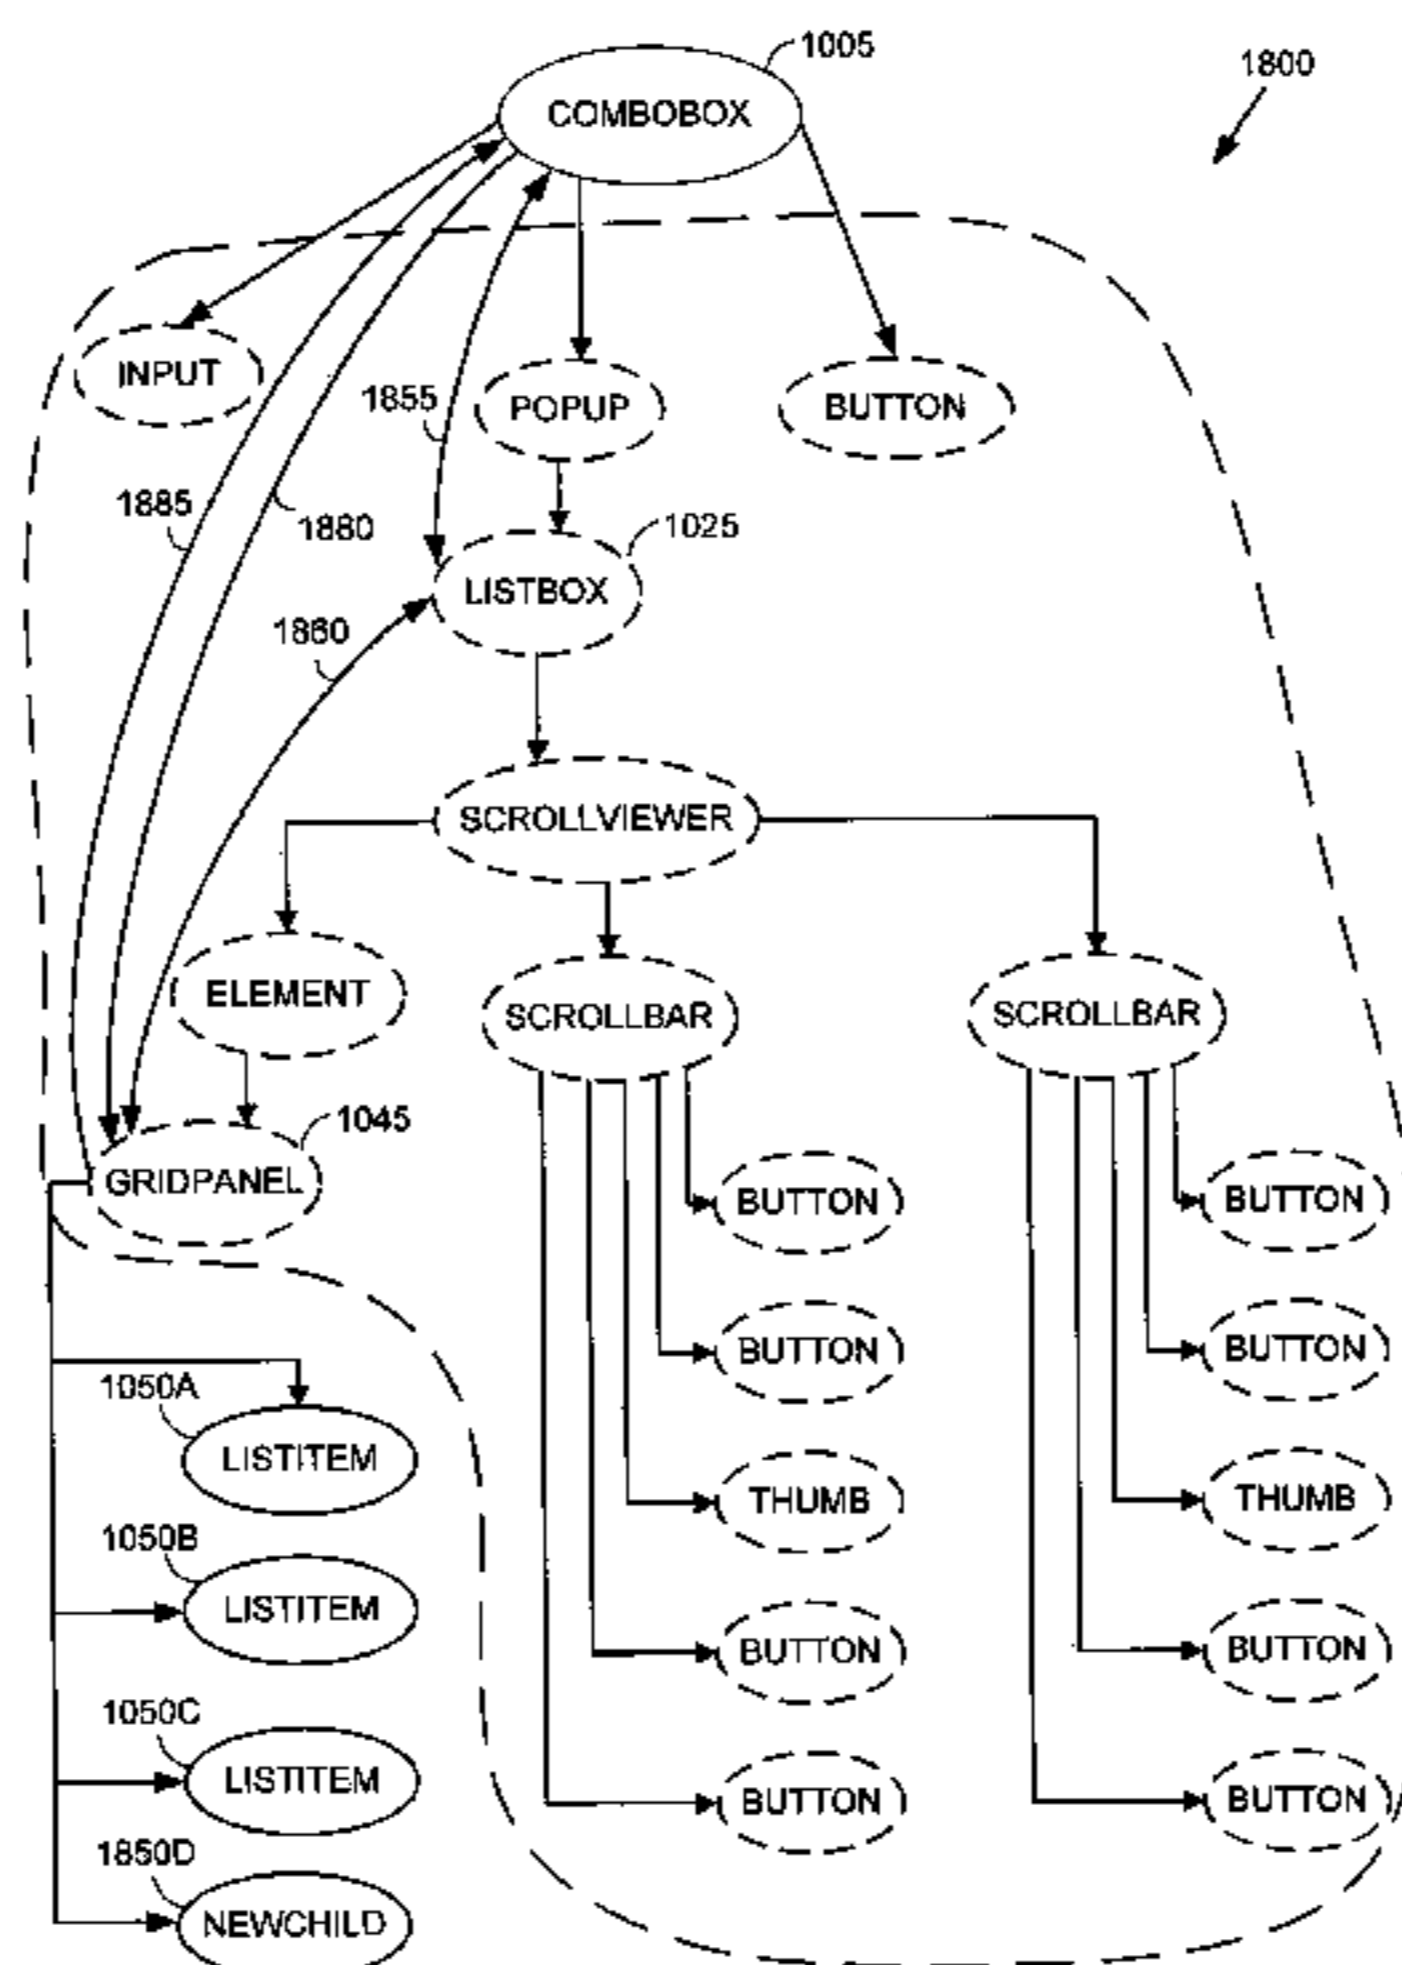 1005
1800
COMBOBOX
INPUT
1855
POPUP
BUTTON
1885
1880
1025
LISTBOX
1860
SCROLLVIEWER
ELEMENT
SCROLLBAR
SCROLLBAR
1045
GRIDPANEL
BUTTON
BUTTON
BUTTON
BUTTON
1050A
LISTITEM
THUMB
THUMB
1050B
LISTITEM
BUTTON
BUTTON
1050C
LISTITEM
BUTTON
BUTTON
1850D
NEWCHILD